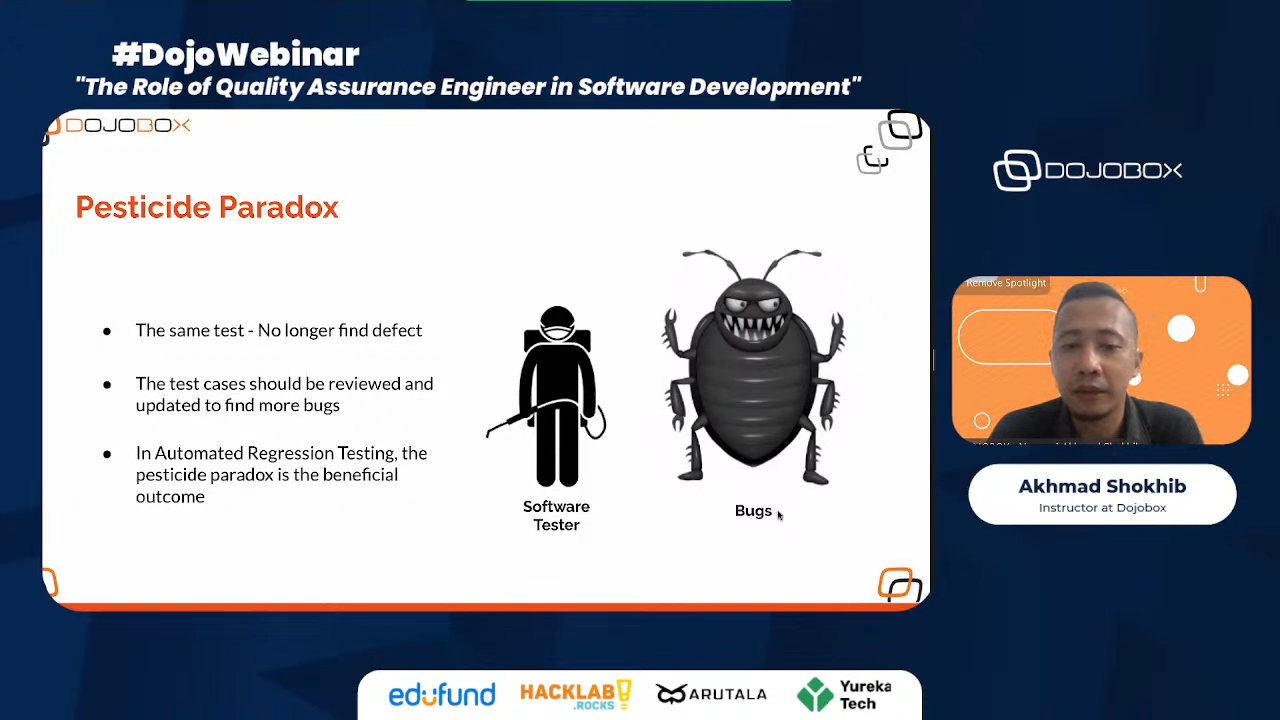 #DojoWebinar
"The Role of Quality Assurance Engineer in Software Development"
DOJOBOX
Pesticide Paradox
● The same test - No longer find defect
● The test cases should be reviewed and
updated to find more bugs
● In Automated Regression Testing, the
pesticide paradox is the beneficial
outcome
Software
Tester
Bugs
DOJOBOX
Remove Spotlight
Akhmad Shokhib
Instructor at Dojobox
edufund
HACKLAB!
.ROCKS
ARUTALA
Yureka
Tech